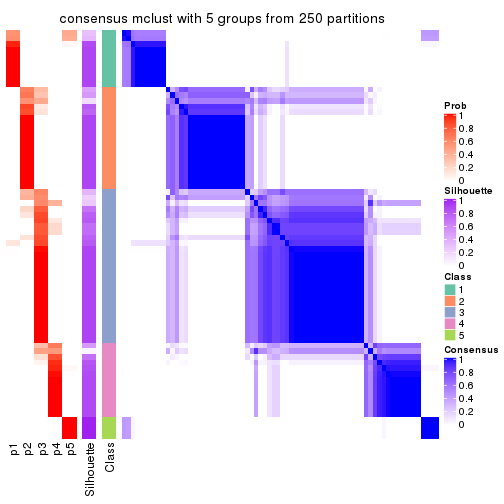 consensus mclust with 5 groups from 250 partitions
Prob
1
0.8
0.6
0.4
0.2
0
Silhouette
1
0.8
0.6
0.4
0.2
0
Class
1
2
3
4
5
Consensus
1
0.8
0.6
0.4
0.2
0
p1
p2
p3
p4
p5
Silhouette
Class